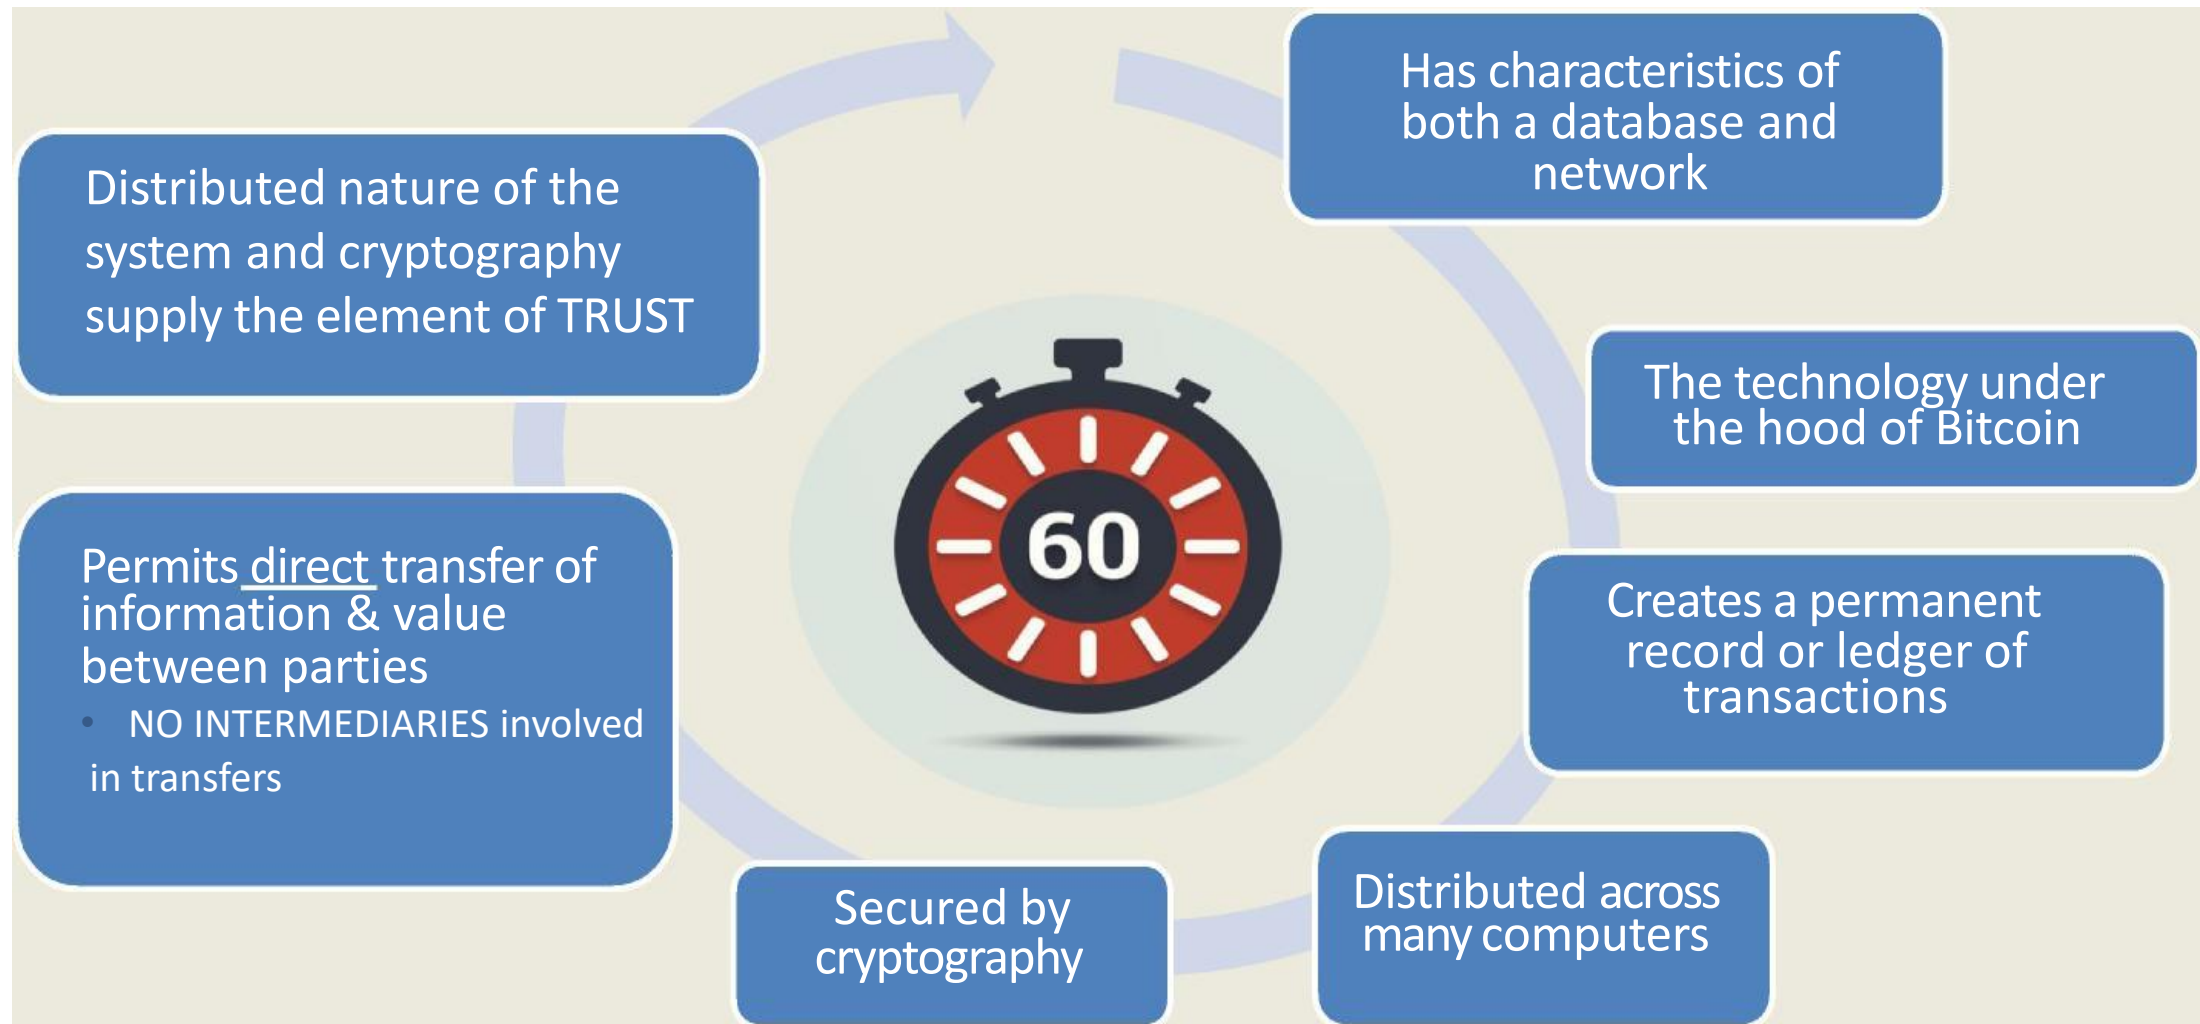 Has characteristics of
both a database and
network
The technology under
the hood of Bitcoin
Creates a permanent
record or ledger of
transactions
Distributed across
many computers
Secured by
cryptography
Permits direct transfer of
information & value
between parties
• NO INTERMEDIARIES involved
in transfers
Distributed nature of the
system and cryptography
supply the element of TRUST
60